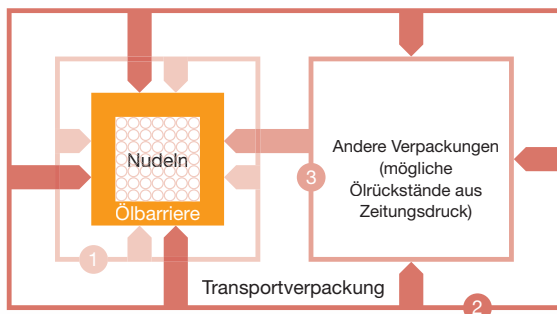 Nudeln
Ölbarriere
1
Andere Verpackungen
(mögliche
Ölrückstände aus
Zeitungsdruck)
3
Transportverpackung
2